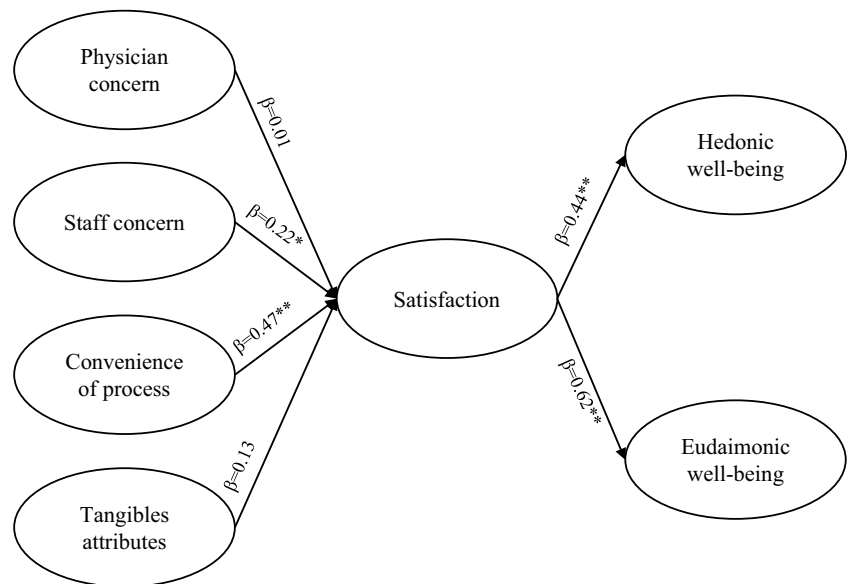 Physician
concern
β=0.01
Staff concern
β=0.22*
Convenience
of process
β=0.47**
Tangibles
attributes
β=0.13
Satisfaction
β=0.44**
Hedonic
well-being
β=0.62**
Eudaimonic
well-being